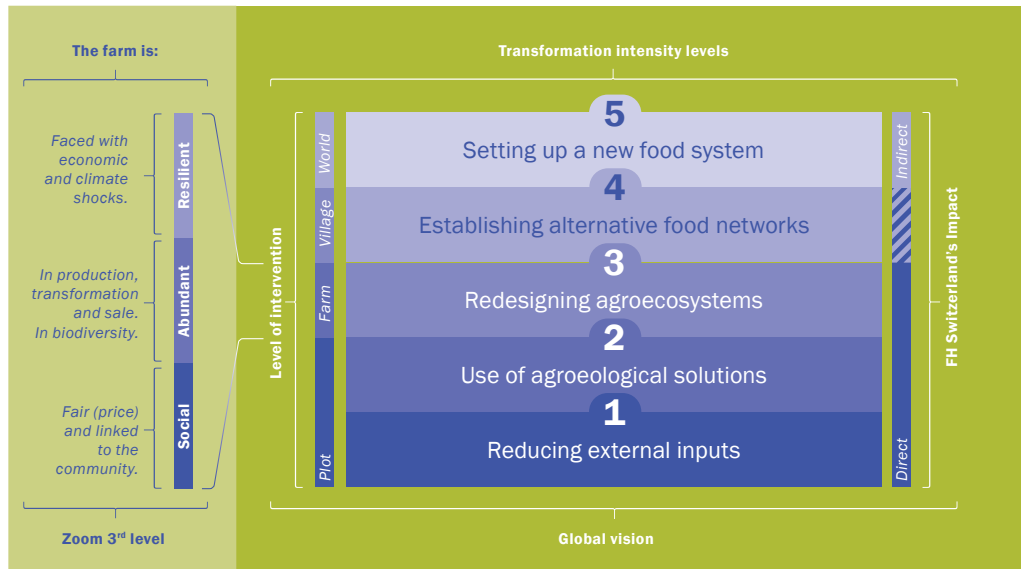 The farm is:
Faced with
economic
and climate
shocks.
Resilient
In production,
transformation
and sale.
In biodiversity.
Abundant
Fair (price)
and linked
to the
community.
Social
Zoom 3rd level
Transformation intensity levels
Level of intervention
World
Village
Farm
Plot
5
Setting up a new food system
4
Establishing alternative food networks
3
Redesigning agroecosystems
2
Use of agroeological solutions
1
Reducing external inputs
Indirect
Direct
FH Switzerland's Impact
Global vision